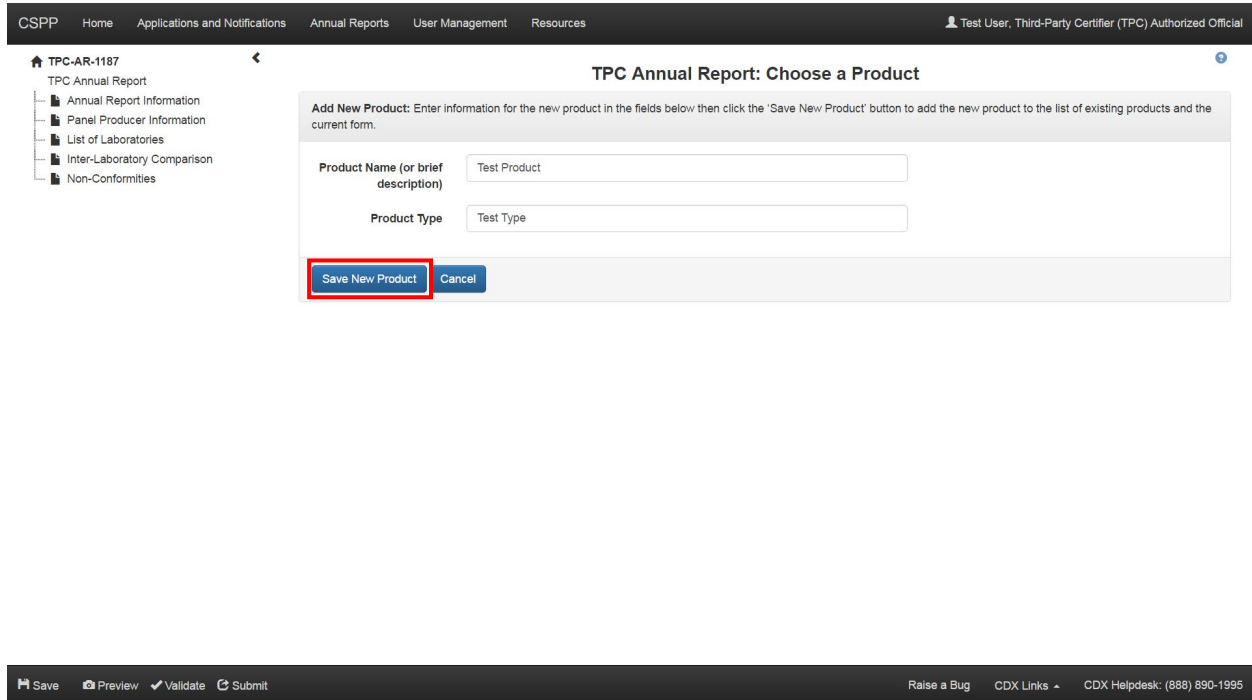 CSPP Home Applications and Notifications Annual Reports User Management Resources Test User, Third-Party Certifier (TPC) Authorized Official
TPC-AR-1187
TPC Annual Report
Annual Report Information
Panel Producer Information
List of Laboratories
Inter-Laboratory Comparison
Non-Conformities
TPC Annual Report: Choose a Product
Add New Product: Enter information for the new product in the fields below then click the 'Save New Product' button to add the new product to the list of existing products and the
current form.
Product Name (or brief
description)
Test Product
Product Type
Test Type
Save New Product Cancel
Save Preview Validate Submit Raise a Bug CDX Links CDX Helpdesk: (888) 890-1995